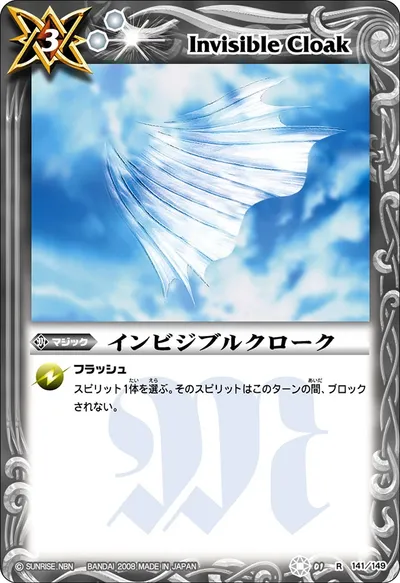 3
Invisible Cloak
マジック
インビジブルクローク
フラッシュ
スピリット1体を選ぶ。そのスピリットはこのターンの間、ブロック
されない。
© SUNRISE. NBN BANDAI 2008 MADE IN JAPAN 01 R 141/149